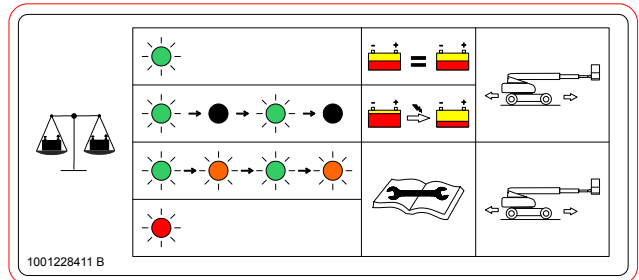 - + = - +
- + - +
1001228411 B